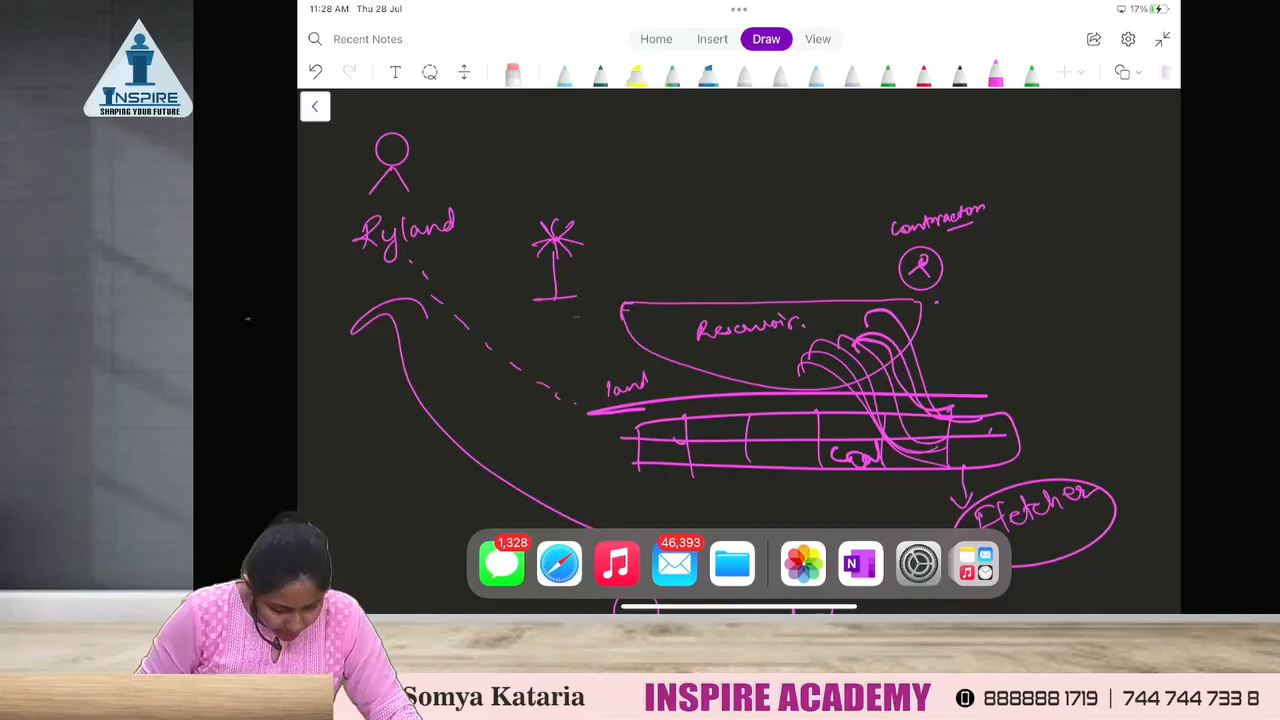 11:28 AM Thu 28 Jul
17%
Recent Notes
Home Insert Draw View
INSPIRE
SHAPING YOUR FUTURE
T
Contractor
Ryland
Reservoir.
land
Coal
Ffetcher
1,328
46,393
N
Somya Kataria
INSPIRE ACADEMY
888888 1719 | 744 744 733 8